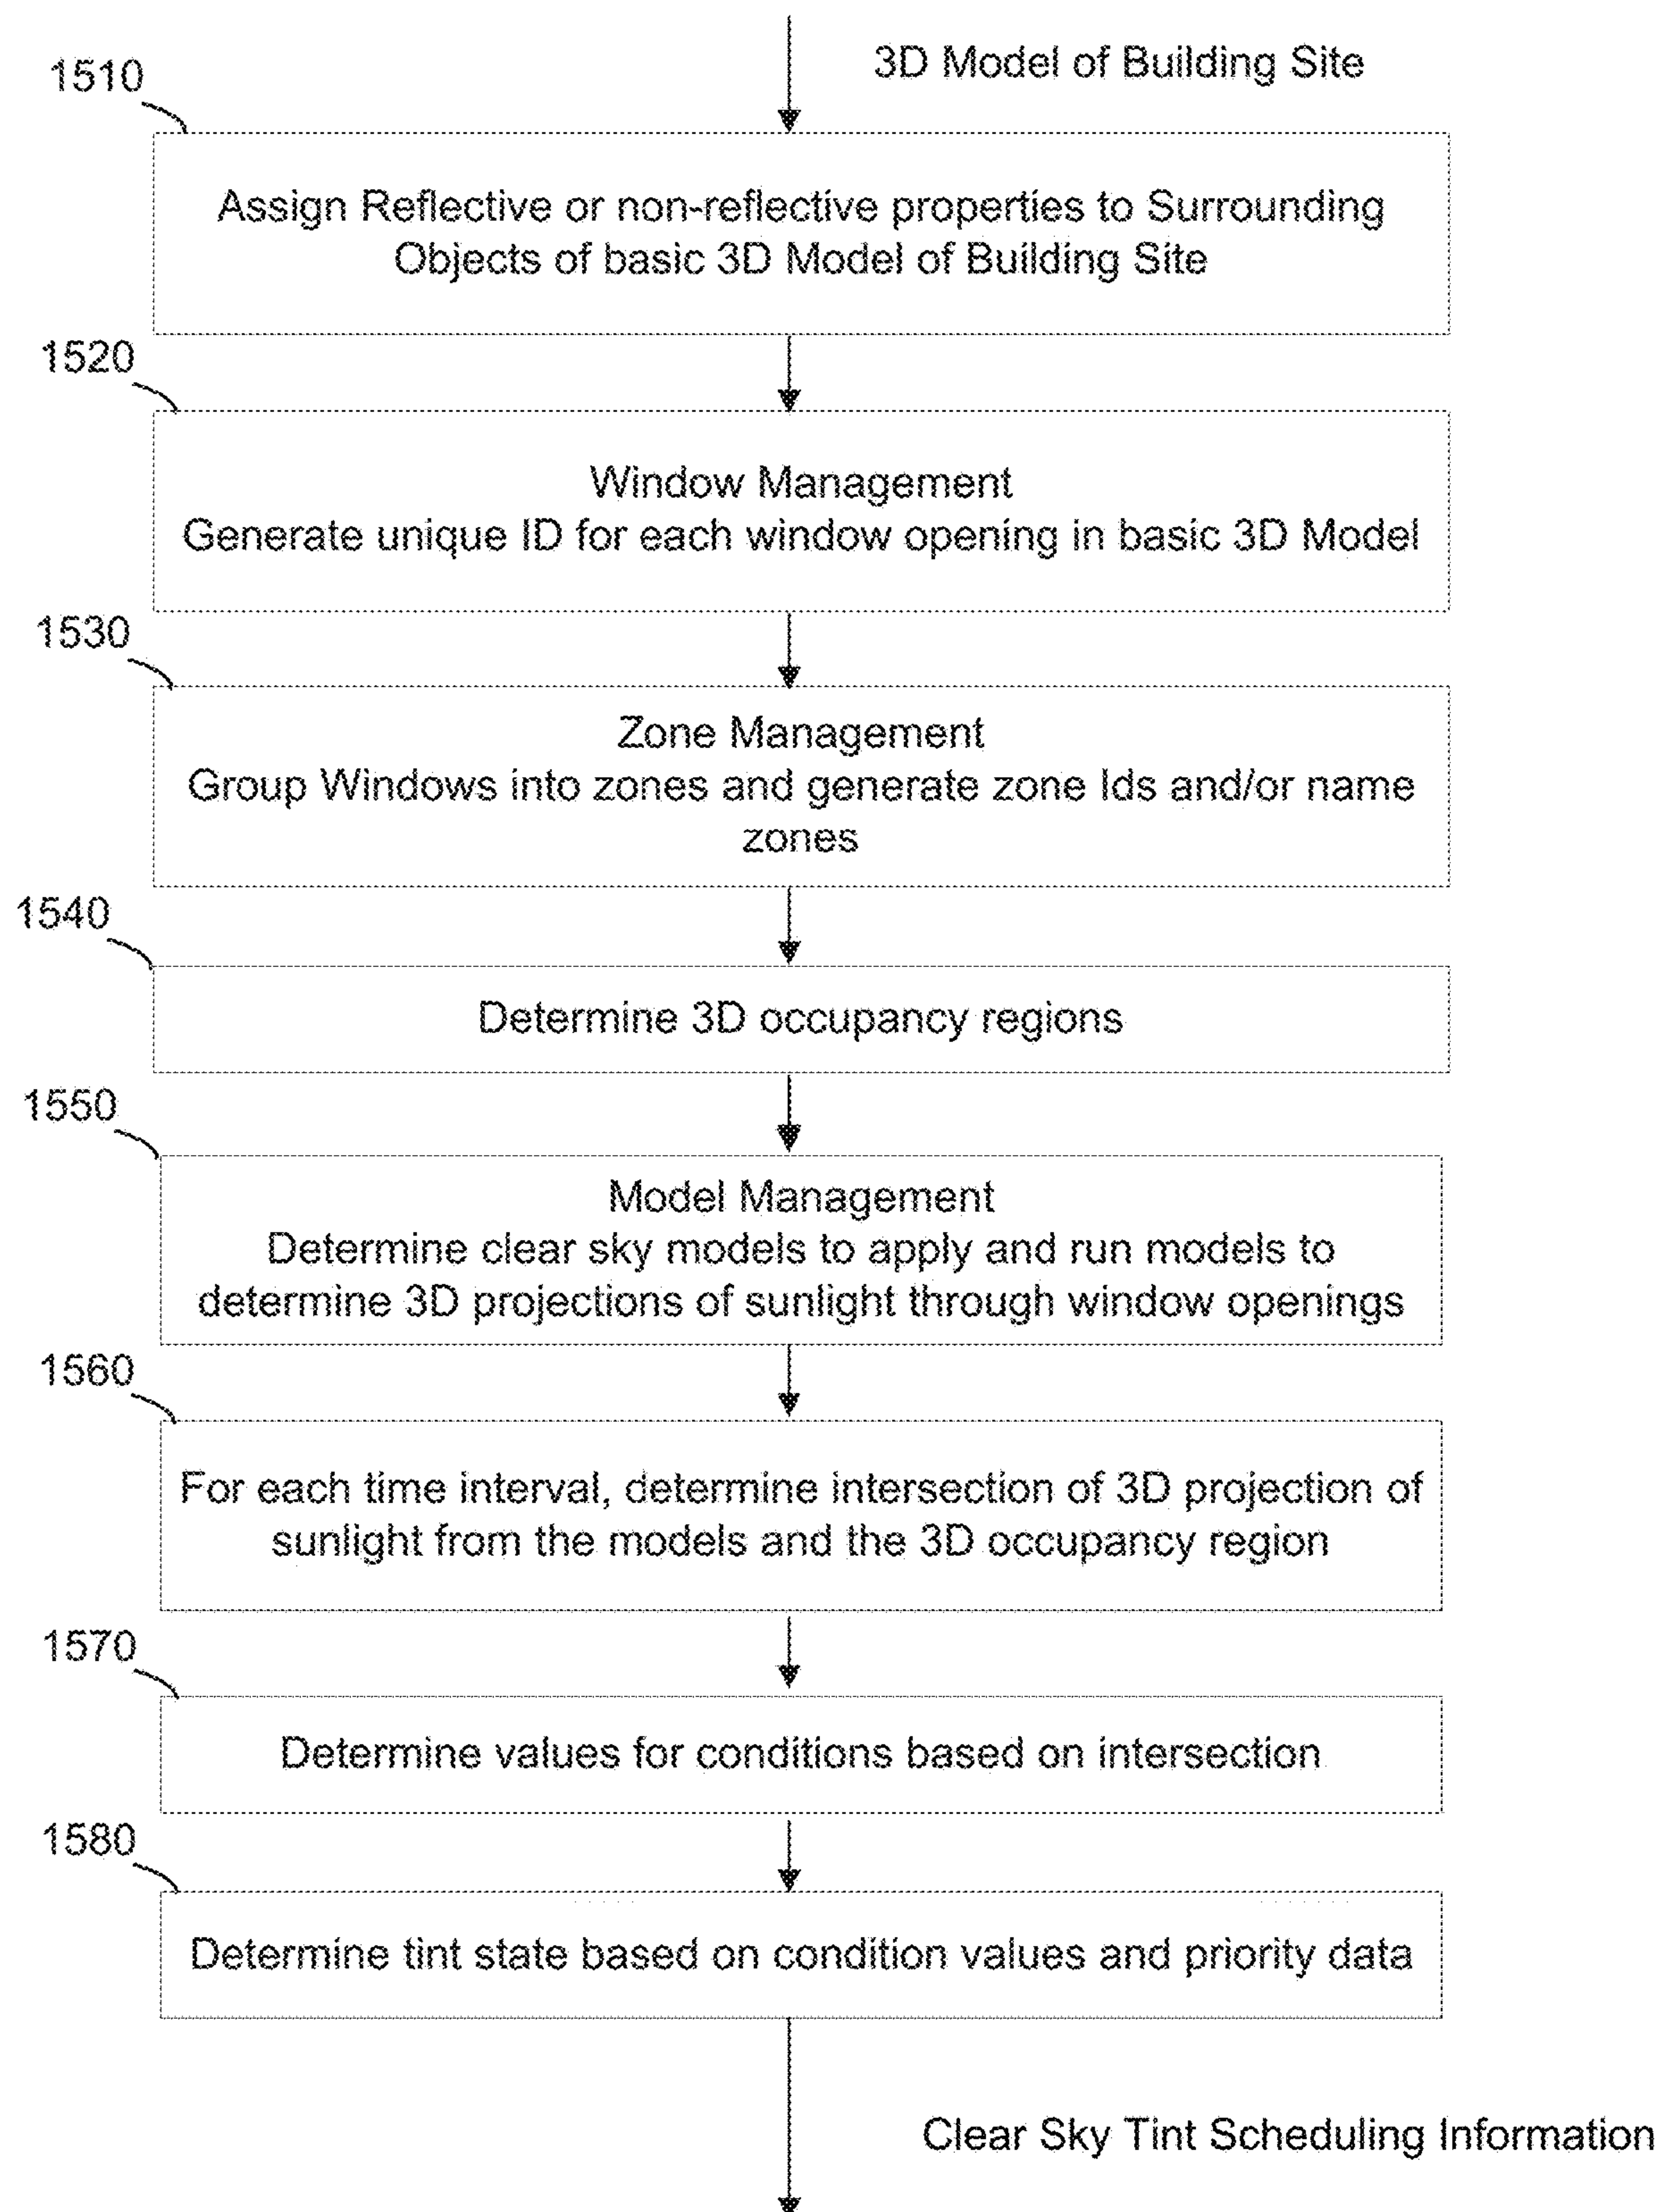 3D Model of Building Site
1510
Assign Reflective or non-reflective properties to Surrounding
Objects of basic 3D Model of Building Site
1520
Window Management
Generate unique ID for each window opening in basic 3D Model
1530
Zone Management
Group Windows into zones and generate zone Ids and/or name
zones
1540
Determine 3D occupancy regions
1550
Model Management
Determine clear sky models to apply and run models to
determine 3D projections of sunlight through window openings
1560
For each time interval, determine intersection of 3D projection of
sunlight from the models and the 3D occupancy region
1570
Determine values for conditions based on intersection
1580
Determine tint state based on condition values and priority data
Clear Sky Tint Scheduling Information